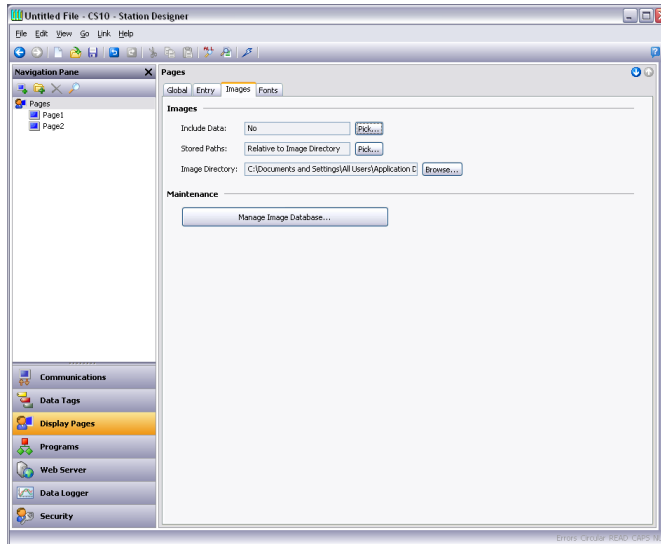 Untitled File - CS10 - Station Designer
File Edit View Go Link Help
Navigation Pane
Pages
Page1
Page2
Communications
Data Tags
Display Pages
Programs
Web Server
Data Logger
Security
Pages
Global Entry Images Fonts
Images
Include Data: No Pick...
Stored Paths: Relative to Image Directory Pick...
Image Directory: C:\Documents and Settings\All Users\Application D Browse...
Maintenance
Manage Image Database...
Errors Circular READ CAPS N